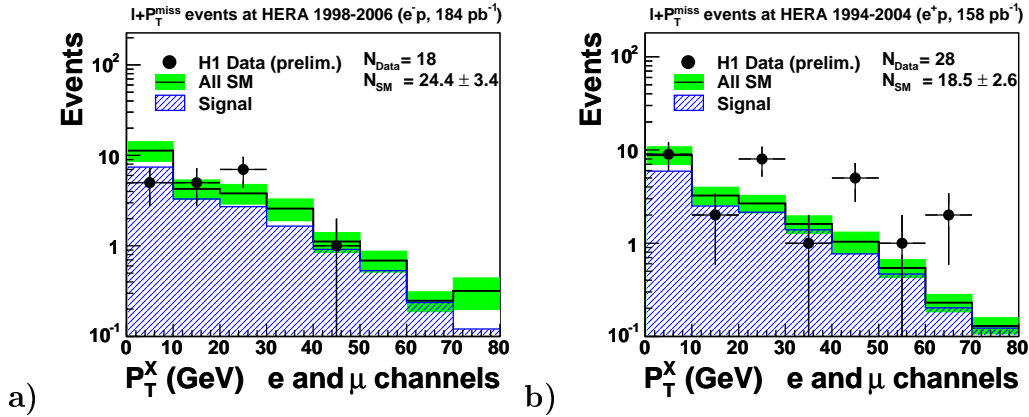 l+P_T^miss events at HERA 1998-2006 (e⁻p, 184 pb⁻¹)
Events
10²
10
1
10⁻¹
H1 Data (prelim.)
All SM
Signal
N_Data = 18
N_SM = 24.4 ± 3.4
0 10 20 30 40 50 60 70 80
P_T^X (GeV) e and μ channels
a)
l+P_T^miss events at HERA 1994-2004 (e⁺p, 158 pb⁻¹)
Events
10²
10
1
10⁻¹
H1 Data (prelim.)
All SM
Signal
N_Data = 28
N_SM = 18.5 ± 2.6
0 10 20 30 40 50 60 70 80
P_T^X (GeV) e and μ channels
b)